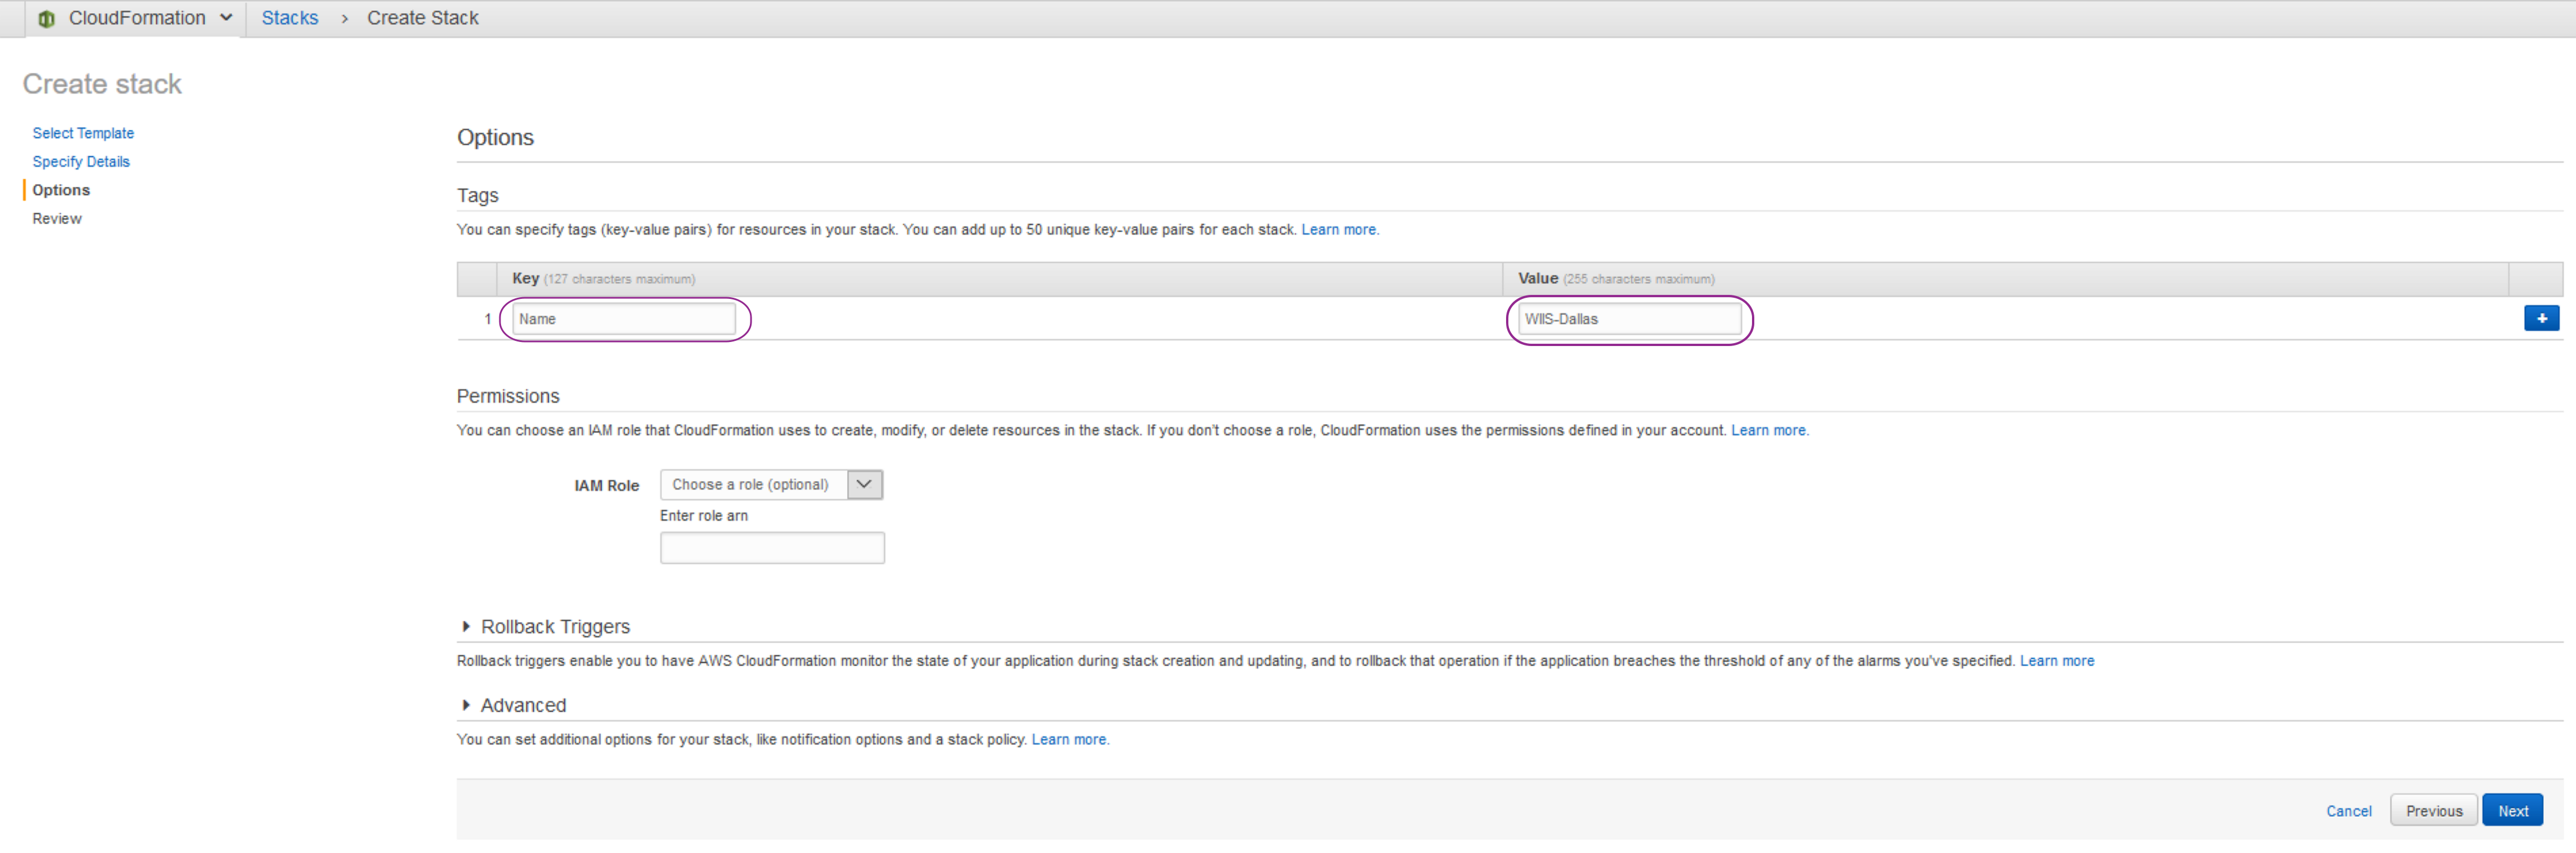 CloudFormation Stacks > Create Stack
Create stack
Select Template
Specify Details
Options
Review
Options
Tags
You can specify tags (key-value pairs) for resources in your stack. You can add up to 50 unique key-value pairs for each stack. Learn more.
Key (127 characters maximum) Value (255 characters maximum)
1 Name WIIS-Dallas +
Permissions
You can choose an IAM role that CloudFormation uses to create, modify, or delete resources in the stack. If you don't choose a role, CloudFormation uses the permissions defined in your account. Learn more.
IAM Role Choose a role (optional)
Enter role arn
Rollback Triggers
Rollback triggers enable you to have AWS CloudFormation monitor the state of your application during stack creation and updating, and to rollback that operation if the application breaches the threshold of any of the alarms you've specified. Learn more
Advanced
You can set additional options for your stack, like notification options and a stack policy. Learn more.
Cancel Previous Next